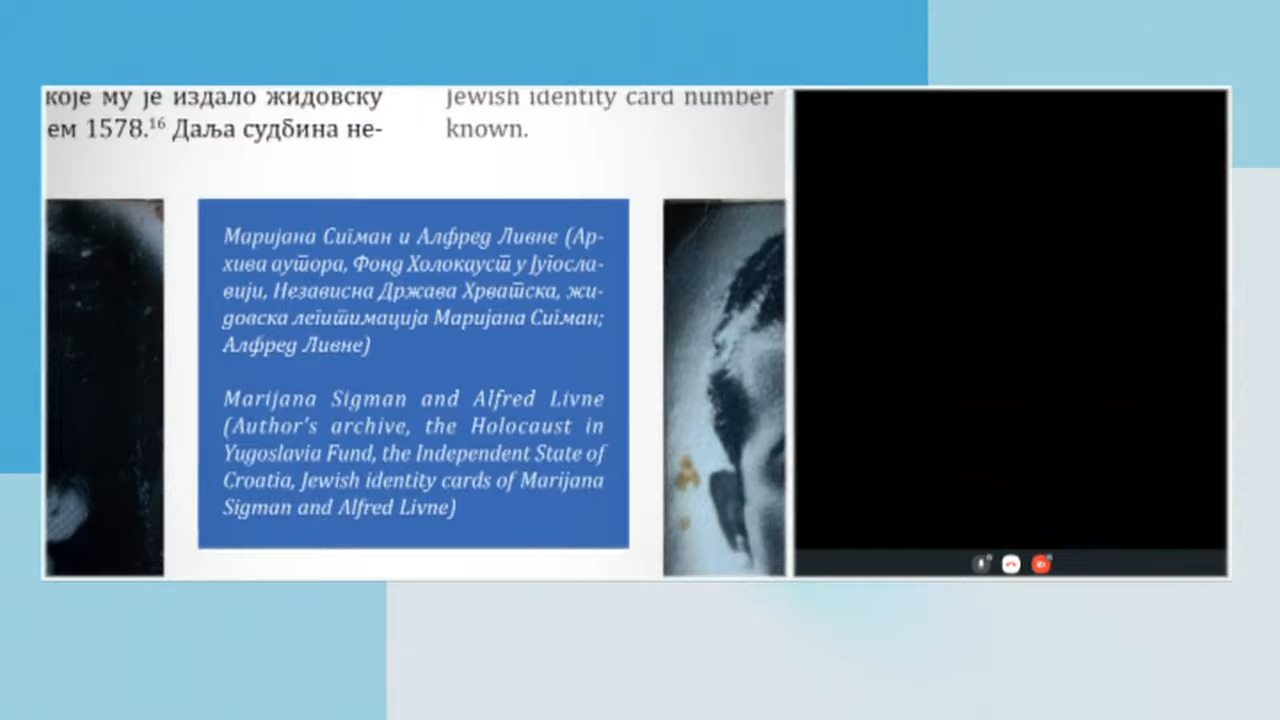 које му је издало жидовску
ем 1578.16 Даља судбина не-
Jewish identity card number
known.
Маријана Сигман и Алфред Ливне (Ар-
хива аутора, Фонд Холокауст у Југосла-
вији, Независна Држава Хрватска, жи-
довска легитимација Маријана Сигман;
Алфред Ливне)
Marijana Sigman and Alfred Livne
(Author's archive, the Holocaust in
Yugoslavia Fund, the Independent State of
Croatia, Jewish identity cards of Marijana
Sigman and Alfred Livne)